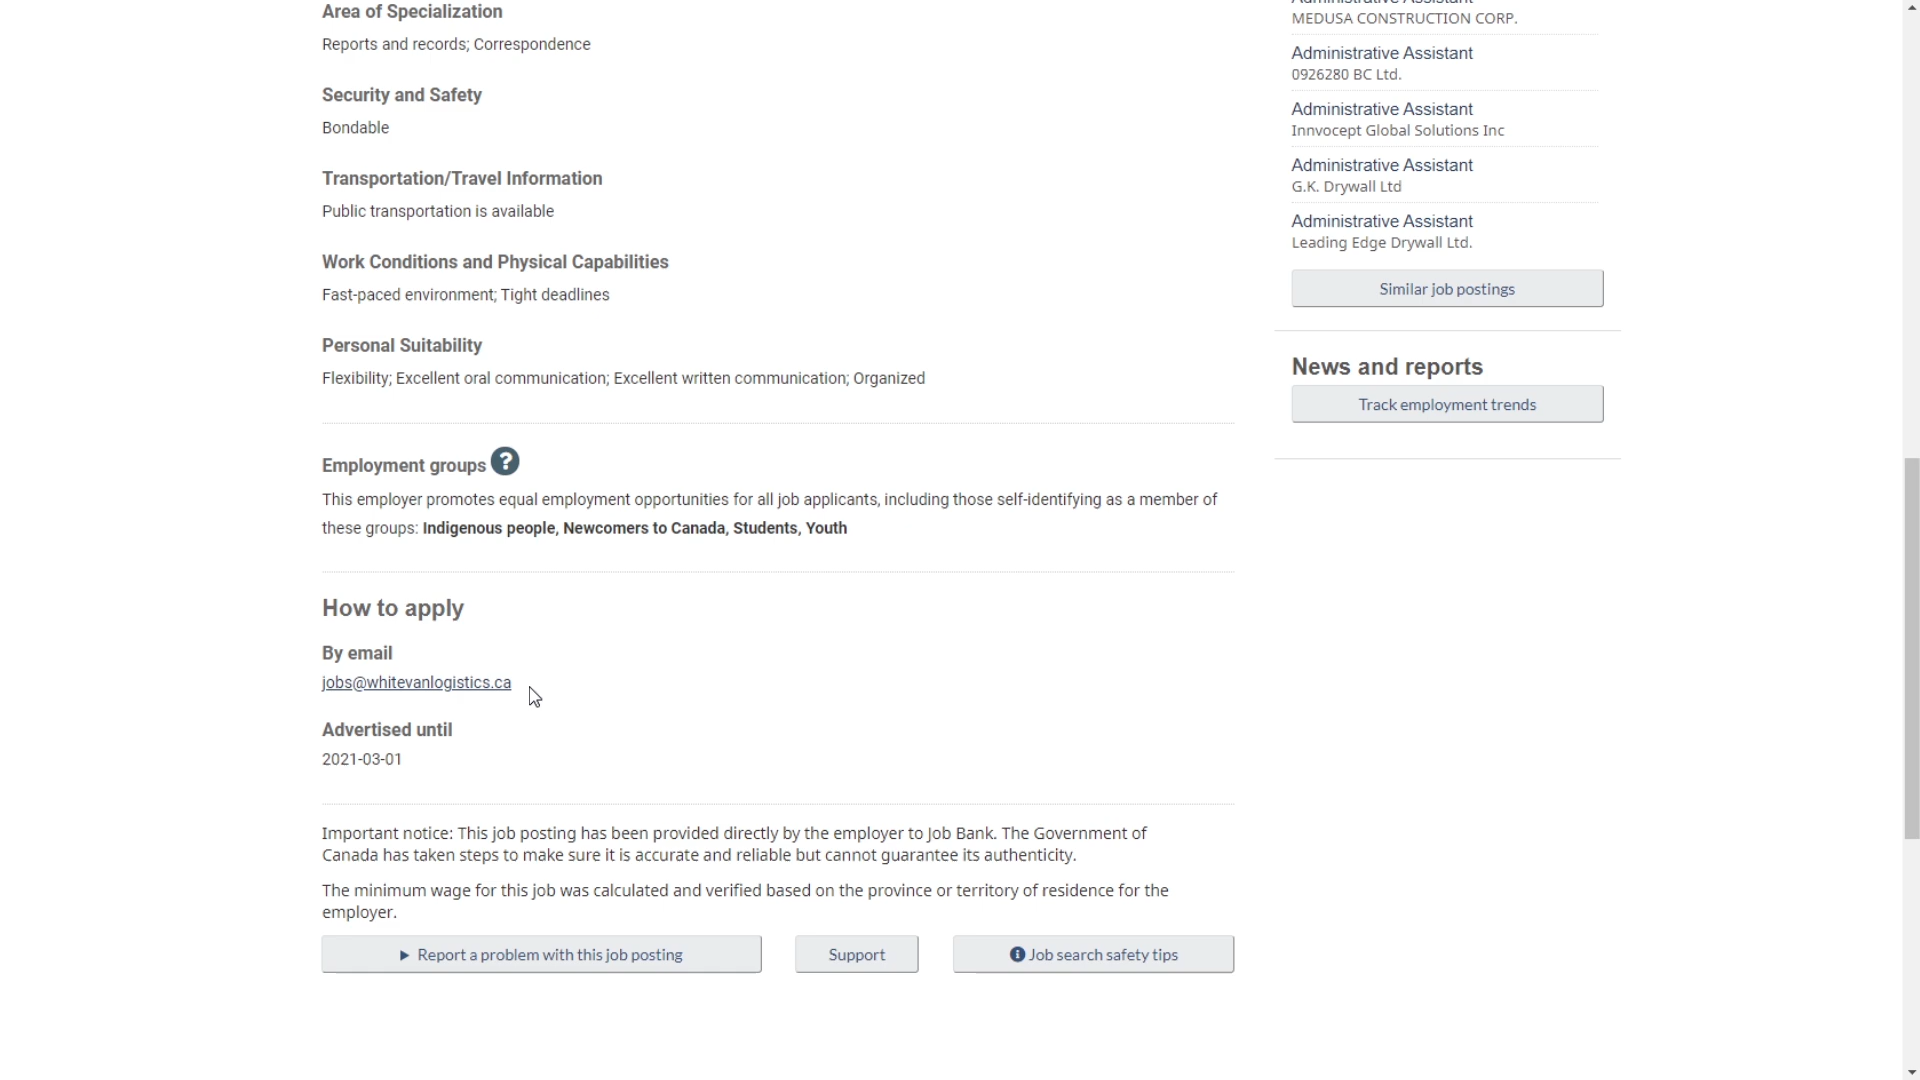 Area of Specialization
Reports and records; Correspondence
Security and Safety
Bondable
Transportation/Travel Information
Public transportation is available
Work Conditions and Physical Capabilities
Fast-paced environment; Tight deadlines
Personal Suitability
Flexibility; Excellent oral communication; Excellent written communication; Organized
Employment groups ?
This employer promotes equal employment opportunities for all job applicants, including those self-identifying as a member of
these groups: Indigenous people, Newcomers to Canada, Students, Youth
How to apply
By email
jobs@whitevanlogistics.ca
Advertised until
2021-03-01
Important notice: This job posting has been provided directly by the employer to Job Bank. The Government of
Canada has taken steps to make sure it is accurate and reliable but cannot guarantee its authenticity.
The minimum wage for this job was calculated and verified based on the province or territory of residence for the
employer.
Report a problem with this job posting
Support
Job search safety tips
Administrative Assistant
MEDUSA CONSTRUCTION CORP.
Administrative Assistant
0926280 BC Ltd.
Administrative Assistant
Innvocept Global Solutions Inc
Administrative Assistant
G.K. Drywall Ltd
Administrative Assistant
Leading Edge Drywall Ltd.
Similar job postings
News and reports
Track employment trends